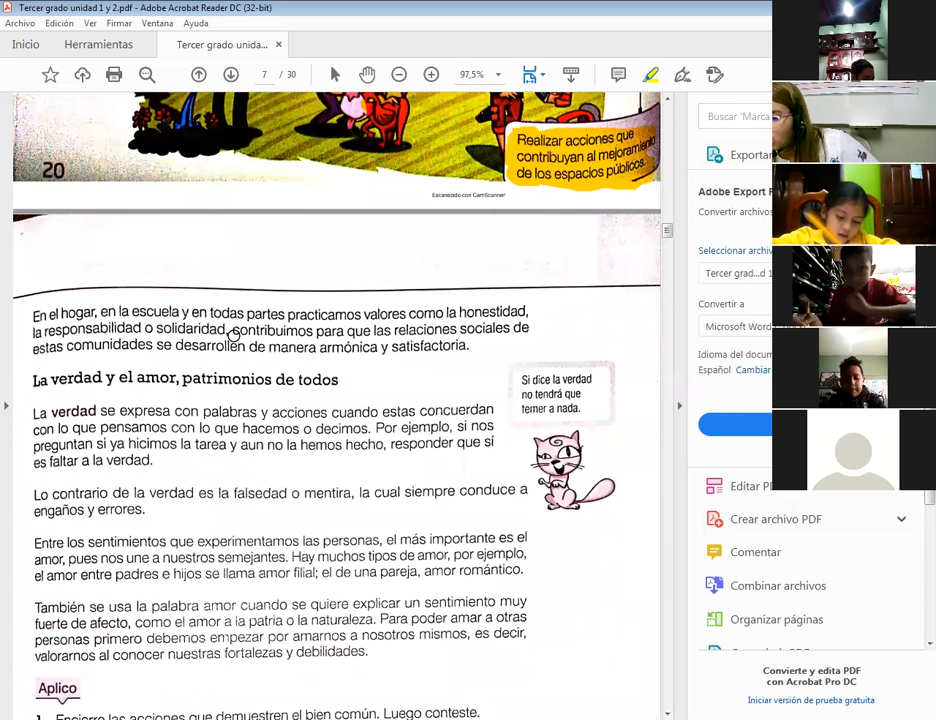 Tercer grado unidad 1 y 2.pdf - Adobe Acrobat Reader DC (32-bit)
Archivo Edición Ver Firmar Ventana Ayuda
Inicio Herramientas Tercer grado unida... ×
7 / 30 97,5%
20
Realizar acciones que
contribuyan al mejoramiento
de los espacios públicos.
Escaneado con CamScanner
En el hogar, en la escuela y en todas partes practicamos valores como la honestidad,
la responsabilidad o solidaridad, contribuimos para que las relaciones sociales de
estas comunidades se desarrollen de manera armónica y satisfactoria.
La verdad y el amor, patrimonios de todos
La verdad se expresa con palabras y acciones cuando estas concuerdan
con lo que pensamos con lo que hacemos o decimos. Por ejemplo, si nos
preguntan si ya hicimos la tarea y aun no la hemos hecho, responder que sí
es faltar a la verdad.
Si dice la verdad
no tendrá que
temer a nada.
Lo contrario de la verdad es la falsedad o mentira, la cual siempre conduce a
engaños y errores.
Entre los sentimientos que experimentamos las personas, el más importante es el
amor, pues nos une a nuestros semejantes. Hay muchos tipos de amor, por ejemplo,
el amor entre padres e hijos se llama amor filial; el de una pareja, amor romántico.
También se usa la palabra amor cuando se quiere explicar un sentimiento muy
fuerte de afecto, como el amor a la patria o la naturaleza. Para poder amar a otras
personas primero debemos empezar por amarnos a nosotros mismos, es decir,
valorarnos al conocer nuestras fortalezas y debilidades.
Aplico
1. Encierro las acciones que demuestren el bien común. Luego conteste.
Buscar 'Marca
Exportar
Adobe Export
Convertir archivos
Seleccionar archiv
Tercer grad...d 1
Convertir a
Microsoft Word
Idioma del docum
Español Cambiar
Editar PD
Crear archivo PDF
Comentar
Combinar archivos
Organizar páginas
Convierte y edita PDF
con Acrobat Pro DC
Iniciar versión de prueba gratuita